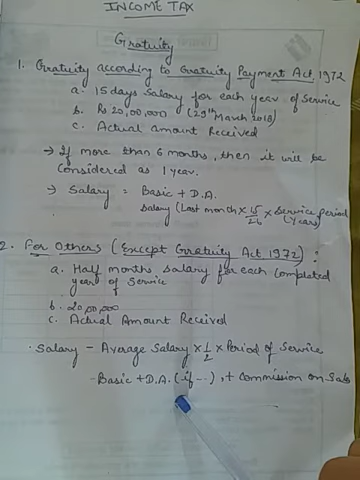 INCOME TAX
Gratuity
1. Gratuity according to Gratuity Payment Act, 1972
a. 15 days salary for each year of Service
b. Rs 20,00,000 (29th March 2018)
c. Actual amount Received
→ If more than 6 months, then it will be
considered as 1 year.
→ Salary = Basic + D.A.
Salary (Last month × 15/26 × Service period
(Years)
2. For Others (Except Gratuity Act 1972) :
a. Half months salary for each completed
years of Service
b. 20,00,000
c. Actual Amount Received
Salary - Average Salary × 1/2 × Period of Service
- Basic + D.A. (if ...), + Commission on Sales